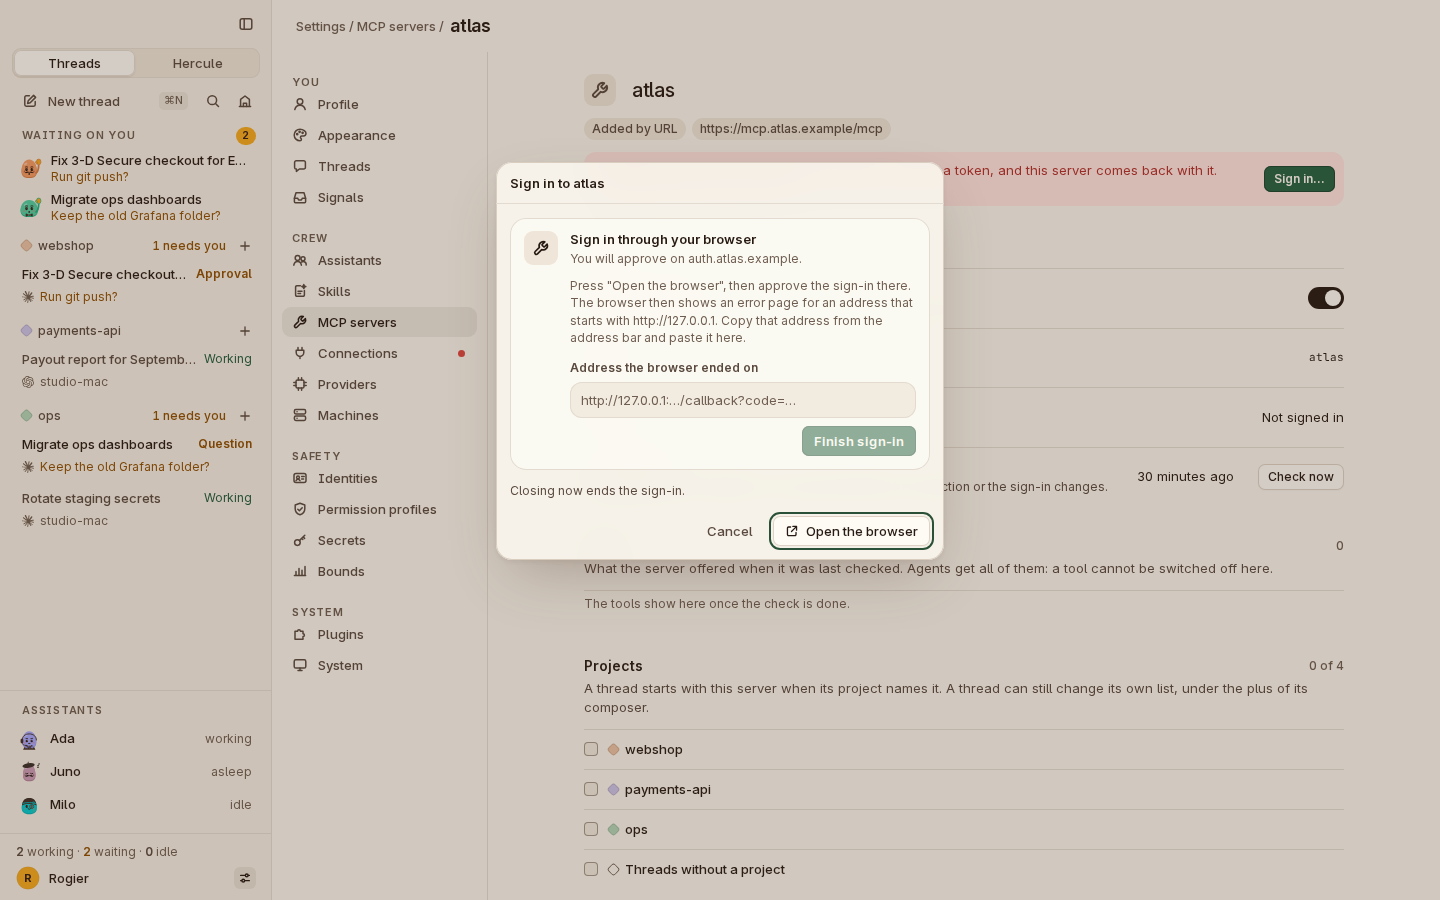 Threads
Hercule
New thread
⌘N
WAITING ON YOU
2
Fix 3-D Secure checkout for E…
Run git push?
Migrate ops dashboards
Keep the old Grafana folder?
webshop
1 needs you
Fix 3-D Secure checkout…
Approval
Run git push?
payments-api
Payout report for Septemb…
Working
studio-mac
ops
1 needs you
Migrate ops dashboards
Question
Keep the old Grafana folder?
Rotate staging secrets
Working
studio-mac
ASSISTANTS
Ada
working
Juno
asleep
Milo
idle
2 working · 2 waiting · 0 idle
R
Rogier
Settings / MCP servers / atlas
YOU
Profile
Appearance
Threads
Signals
CREW
Assistants
Skills
MCP servers
Connections
Providers
Machines
SAFETY
Identities
Permission profiles
Secrets
Bounds
SYSTEM
Plugins
System
atlas
Added by URL
https://mcp.atlas.example/mcp
a token, and this server comes back with it.
Sign in…
atlas
Not signed in
ction or the sign-in changes.
30 minutes ago
Check now
0
What the server offered when it was last checked. Agents get all of them: a tool cannot be switched off here.
The tools show here once the check is done.
Projects
0 of 4
A thread starts with this server when its project names it. A thread can still change its own list, under the plus of its
composer.
webshop
payments-api
ops
Threads without a project
Sign in to atlas
Sign in through your browser
You will approve on auth.atlas.example.
Press "Open the browser", then approve the sign-in there.
The browser then shows an error page for an address that
starts with http://127.0.0.1. Copy that address from the
address bar and paste it here.
Address the browser ended on
http://127.0.0.1:…/callback?code=…
Finish sign-in
Closing now ends the sign-in.
Cancel
Open the browser